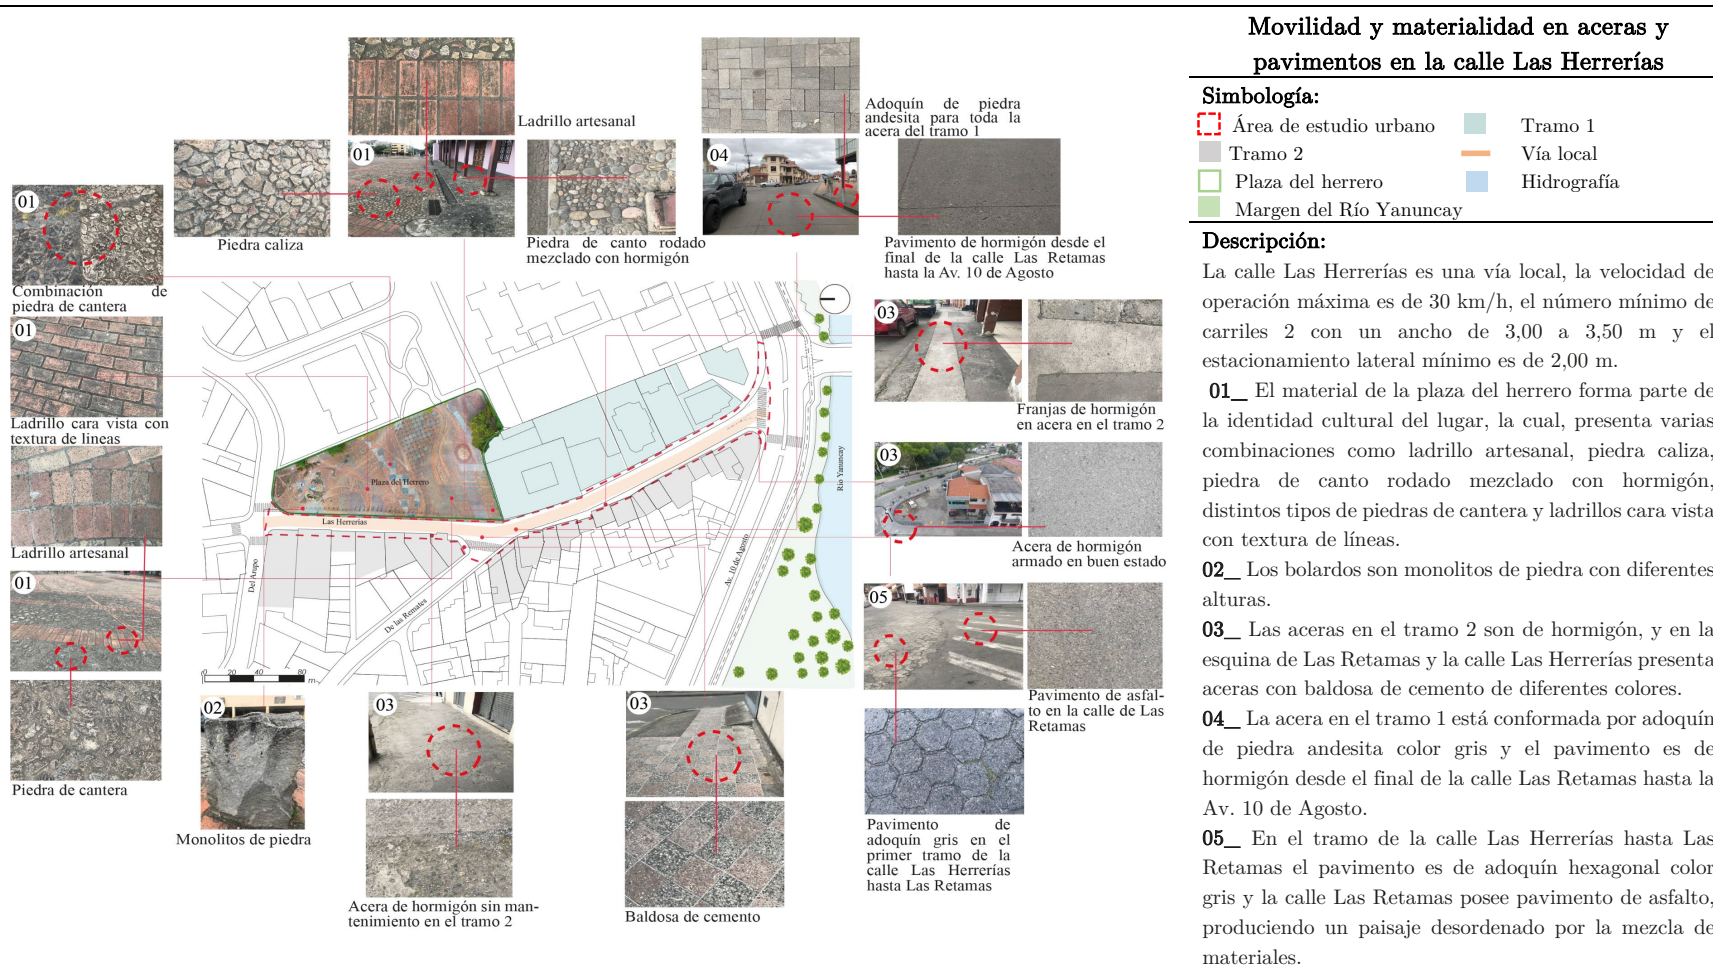 Ladrillo artesanal
Adoquín de piedra
andesita para toda la
acera del tramo 1
01
04
01
Piedra caliza
Piedra de canto rodado
mezclado con hormigón
Pavimento de hormigón desde el
final de la calle Las Retamas
hasta la Av. 10 de Agosto
Combinación de
piedra de cantera
01
Ladrillo cara vista con
textura de lineas
Ladrillo artesanal
01
Piedra de cantera
Plaza del Herrero
Las Herrerías
Del Arupo
De las Remates
Av. 10 de Agosto
Río Yanuncay
0 20 40 80
m
03
Franjas de hormigón
en acera en el tramo 2
03
Acera de hormigón
armado en buen estado
05
Pavimento de asfal-
to en la calle de Las
Retamas
Pavimento de
adoquín gris en el
primer tramo de la
calle Las Herrerías
hasta Las Retamas
02
Monolitos de piedra
03
Acera de hormigón sin man-
tenimiento en el tramo 2
03
Baldosa de cemento
Movilidad y materialidad en aceras y
pavimentos en la calle Las Herrerías
Simbología:
Área de estudio urbano Tramo 1
Tramo 2 Vía local
Plaza del herrero Hidrografía
Margen del Río Yanuncay
Descripción:
La calle Las Herrerías es una vía local, la velocidad de
operación máxima es de 30 km/h, el número mínimo de
carriles 2 con un ancho de 3,00 a 3,50 m y el
estacionamiento lateral mínimo es de 2,00 m.
01_ El material de la plaza del herrero forma parte de
la identidad cultural del lugar, la cual, presenta varias
combinaciones como ladrillo artesanal, piedra caliza,
piedra de canto rodado mezclado con hormigón,
distintos tipos de piedras de cantera y ladrillos cara vista
con textura de líneas.
02_ Los bolardos son monolitos de piedra con diferentes
alturas.
03_ Las aceras en el tramo 2 son de hormigón, y en la
esquina de Las Retamas y la calle Las Herrerías presenta
aceras con baldosa de cemento de diferentes colores.
04_ La acera en el tramo 1 está conformada por adoquín
de piedra andesita color gris y el pavimento es de
hormigón desde el final de la calle Las Retamas hasta la
Av. 10 de Agosto.
05_ En el tramo de la calle Las Herrerías hasta Las
Retamas el pavimento es de adoquín hexagonal color
gris y la calle Las Retamas posee pavimento de asfalto,
produciendo un paisaje desordenado por la mezcla de
materiales.